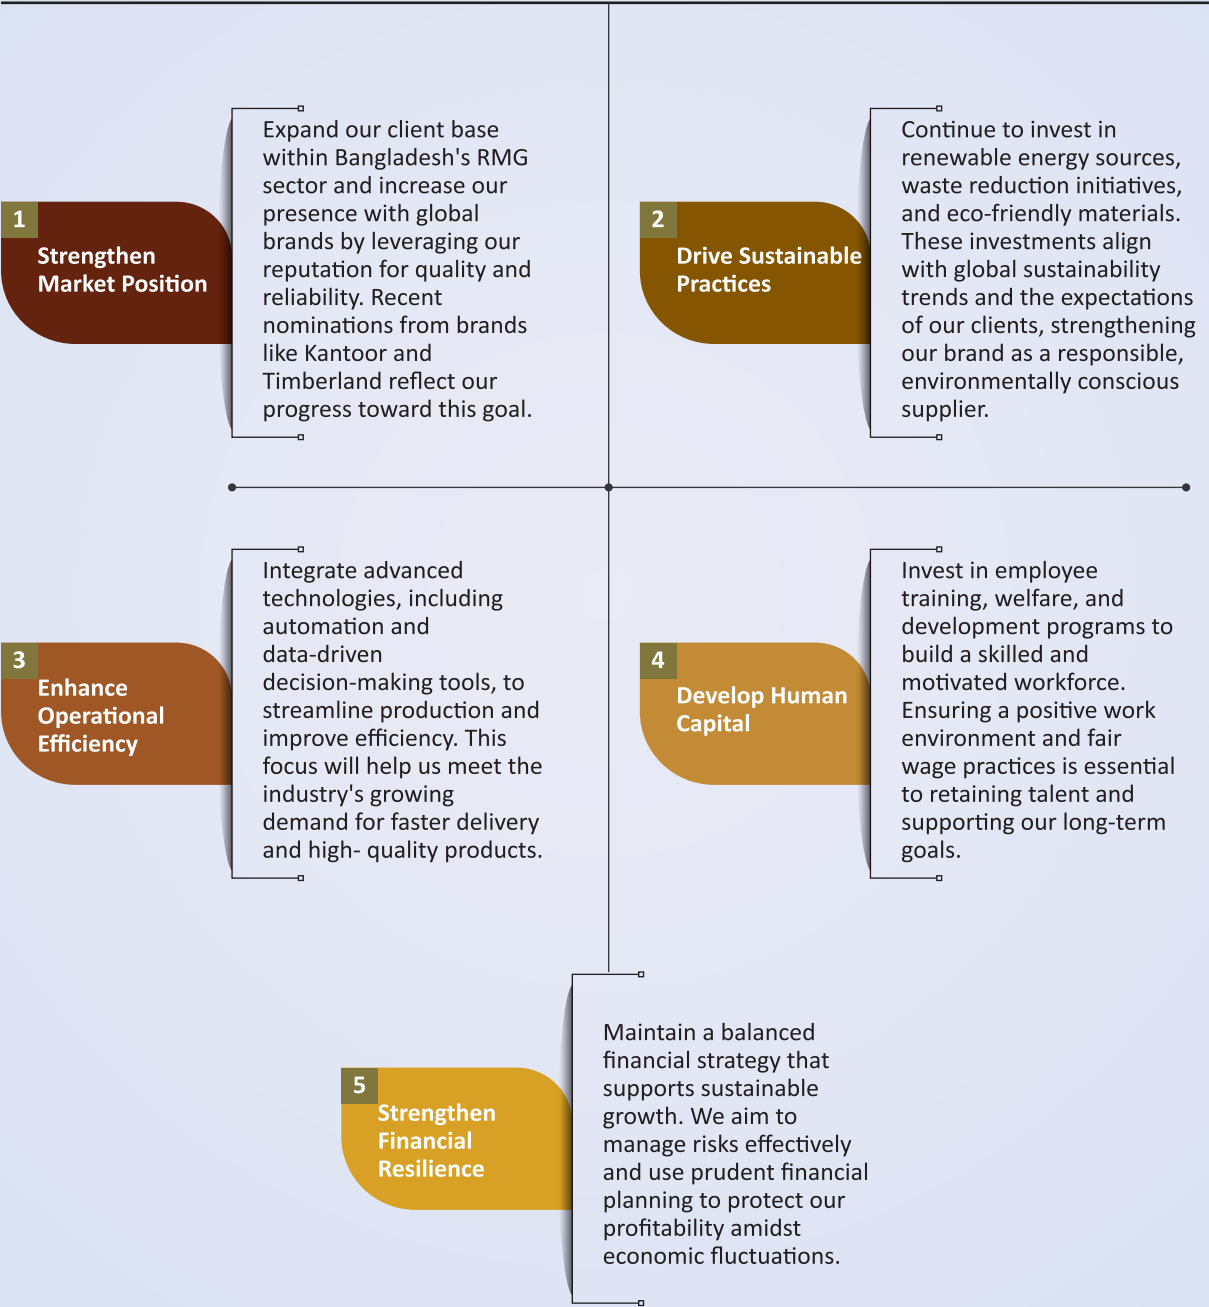 1
Strengthen
Market Position
Expand our client base
within Bangladesh's RMG
sector and increase our
presence with global
brands by leveraging our
reputation for quality and
reliability. Recent
nominations from brands
like Kantoor and
Timberland reflect our
progress toward this goal.
2
Drive Sustainable
Practices
Continue to invest in
renewable energy sources,
waste reduction initiatives,
and eco-friendly materials.
These investments align
with global sustainability
trends and the expectations
of our clients, strengthening
our brand as a responsible,
environmentally conscious
supplier.
3
Enhance
Operational
Efficiency
Integrate advanced
technologies, including
automation and
data-driven
decision-making tools, to
streamline production and
improve efficiency. This
focus will help us meet the
industry's growing
demand for faster delivery
and high- quality products.
4
Develop Human
Capital
Invest in employee
training, welfare, and
development programs to
build a skilled and
motivated workforce.
Ensuring a positive work
environment and fair
wage practices is essential
to retaining talent and
supporting our long-term
goals.
5
Strengthen
Financial
Resilience
Maintain a balanced
financial strategy that
supports sustainable
growth. We aim to
manage risks effectively
and use prudent financial
planning to protect our
profitability amidst
economic fluctuations.